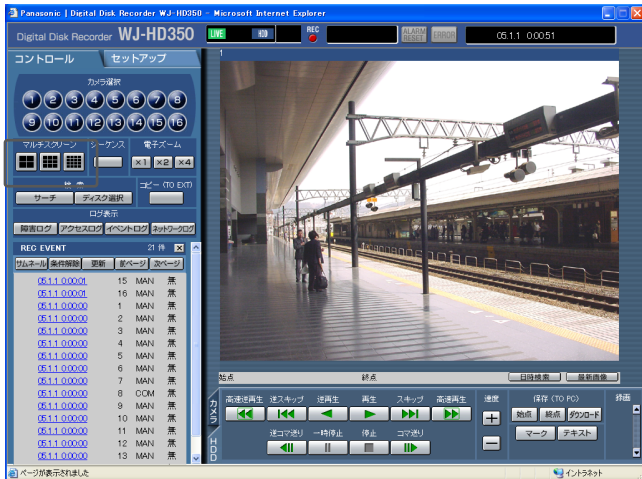 Panasonic | Digital Disk Recorder WJ-HD350 - Microsoft Internet Explorer
Digital Disk Recorder WJ-HD350
LIVE HDD REC ALARM RESET ERROR 05.1.1 0:00:51
コントロール セットアップ
カメラ選択
1 2 3 4 5 6 7 8
9 10 11 12 13 14 15 16
マルチスクリーン シーケンス 電子ズーム
×1 ×2 ×4
検索 コピー (TO EXT)
サーチ ディスク選択
ログ表示
障害ログ アクセスログ イベントログ ネットワークログ
REC EVENT 21 件
サムネール 条件解除 更新 前ページ 次ページ
05.1.1 0:00:01 15 MAN 無
05.1.1 0:00:01 16 MAN 無
05.1.1 0:00:00 1 MAN 無
05.1.1 0:00:00 2 MAN 無
05.1.1 0:00:00 3 MAN 無
05.1.1 0:00:00 4 MAN 無
05.1.1 0:00:00 5 MAN 無
05.1.1 0:00:00 6 MAN 無
05.1.1 0:00:00 7 MAN 無
05.1.1 0:00:00 8 COM 無
05.1.1 0:00:00 9 MAN 無
05.1.1 0:00:00 10 MAN 無
05.1.1 0:00:00 11 MAN 無
05.1.1 0:00:00 12 MAN 無
05.1.1 0:00:00 13 MAN 無
1
始点 終点 日時検索 最新画像
カメラ
HDD
高速逆再生 逆スキップ 逆再生 再生 スキップ 高速再生 速度 保存 (TO PC) 録画
始点 終点 ダウンロード
逆コマ送り 一時停止 停止 コマ送り
マーク テキスト
ページが表示されました イントラネット